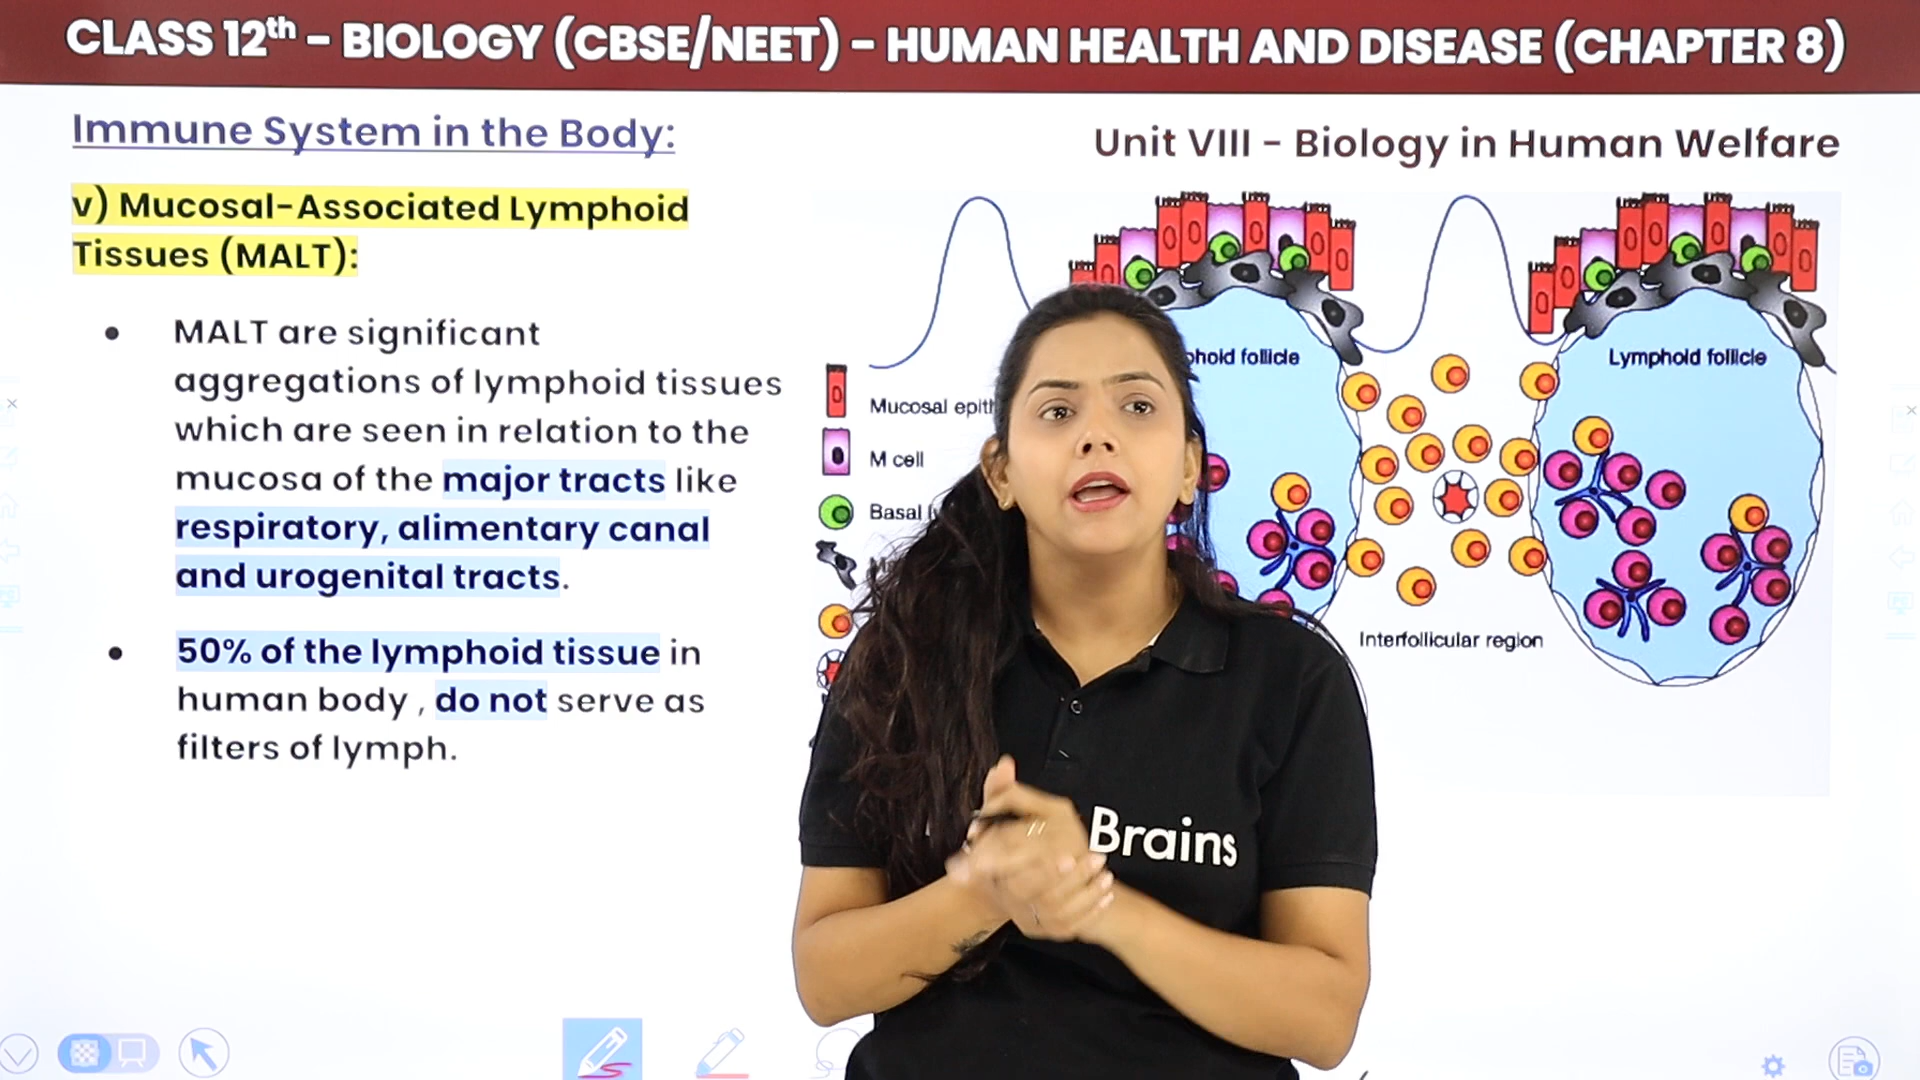 CLASS 12th – BIOLOGY (CBSE/NEET) – HUMAN HEALTH AND DISEASE (CHAPTER 8)
Immune System in the Body:
Unit VIII – Biology in Human Welfare
v) Mucosal-Associated Lymphoid
Tissues (MALT):
• MALT are significant
aggregations of lymphoid tissues
which are seen in relation to the
mucosa of the major tracts like
respiratory, alimentary canal
and urogenital tracts.
• 50% of the lymphoid tissue in
human body , do not serve as
filters of lymph.
follicle
Lymphoid follicle
Mucosal
M cell
Basal
Interfollicular region
Brains